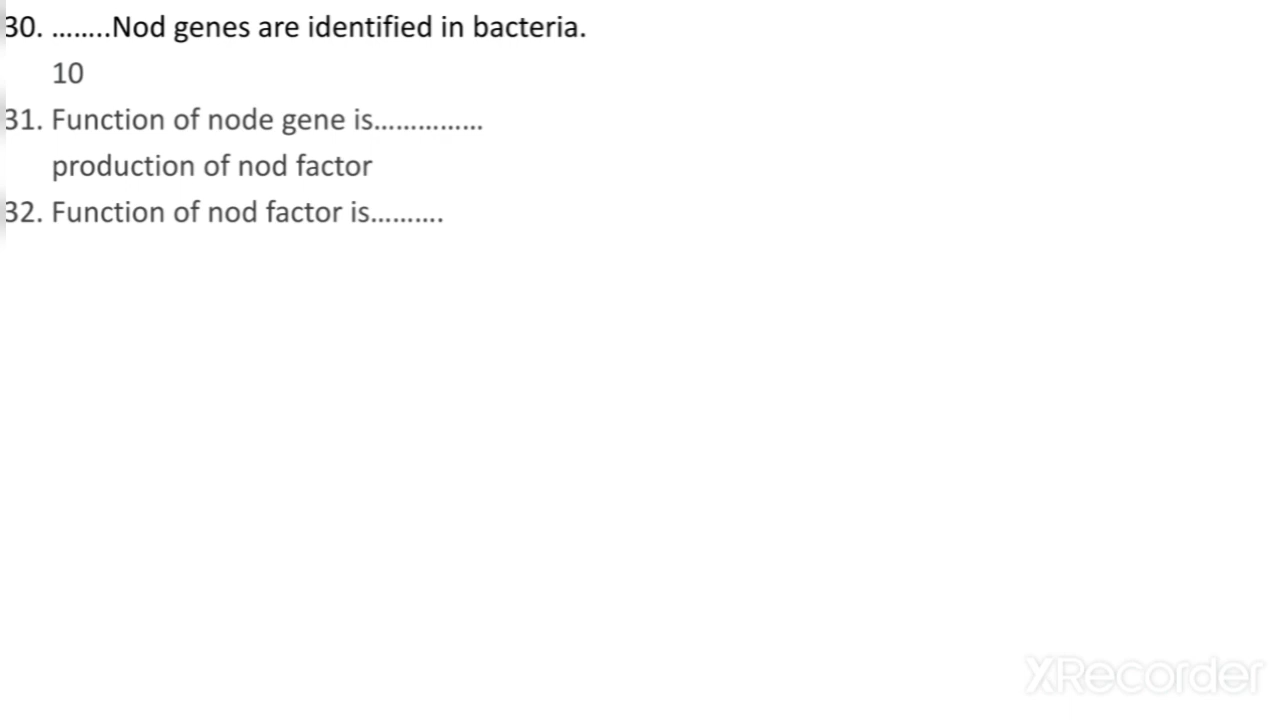 30. ........Nod genes are identified in bacteria.
10
31. Function of node gene is...............
production of nod factor
32. Function of nod factor is..........
XRecorder